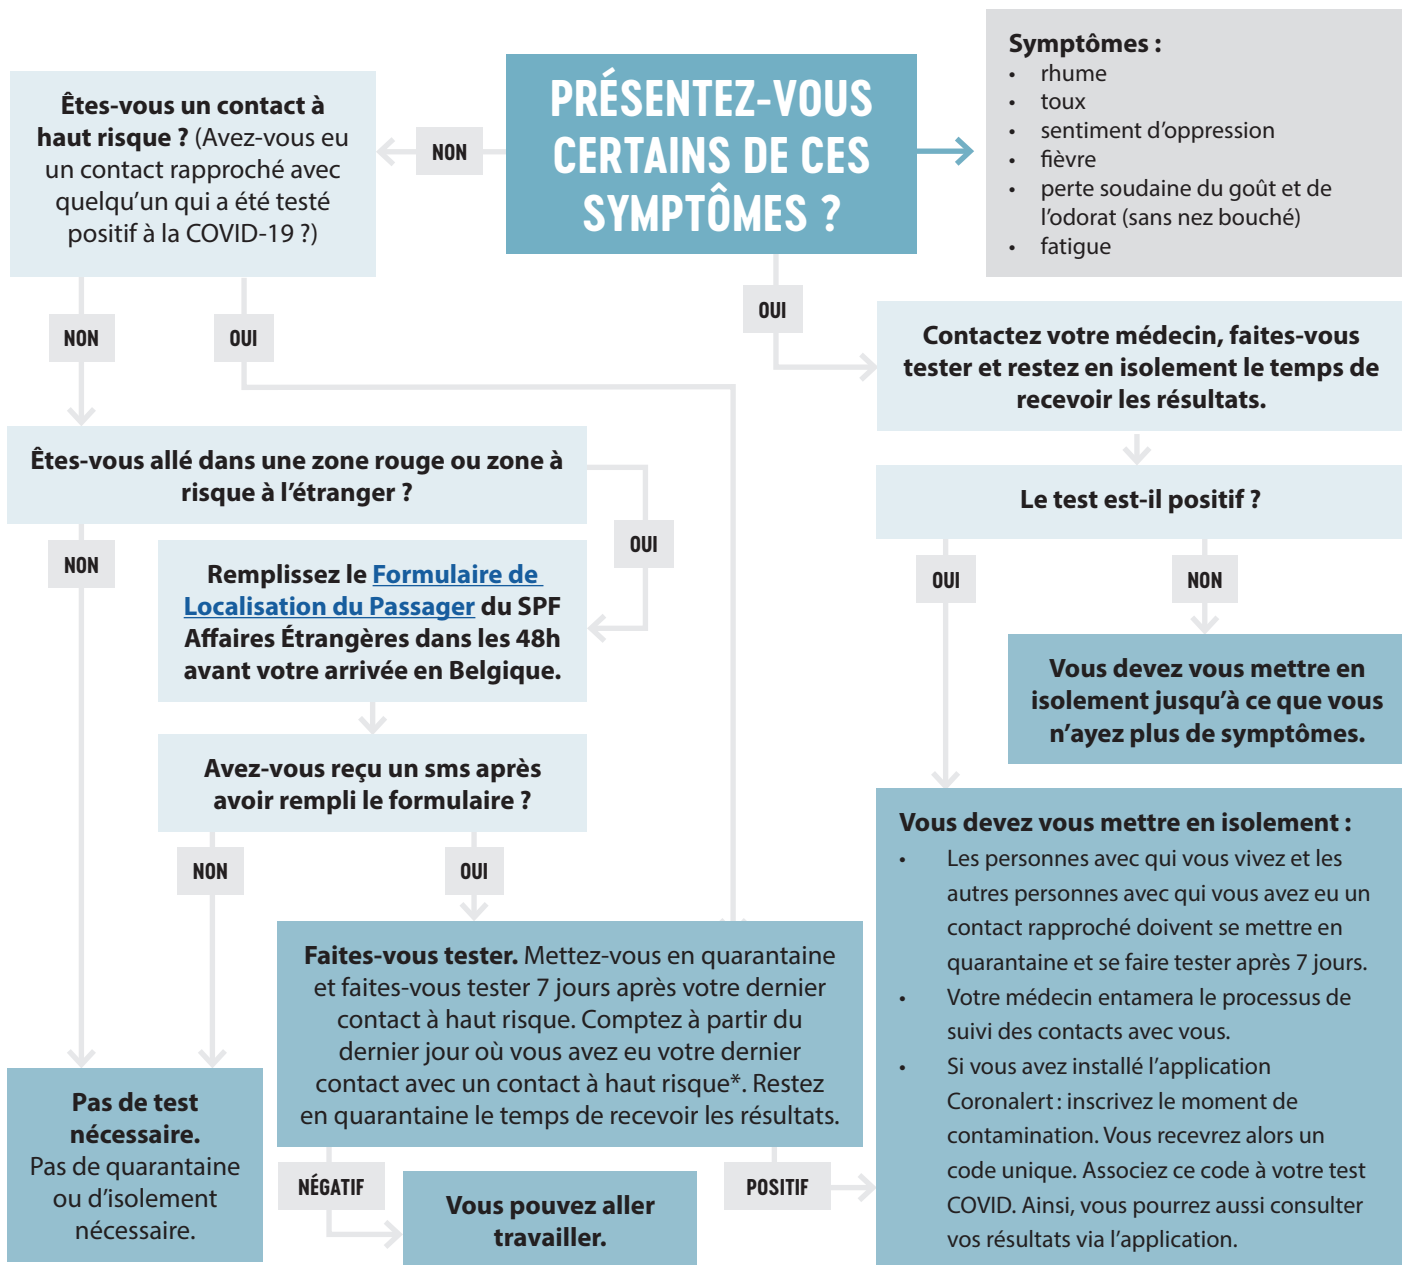 PRÉSENTEZ-VOUS
CERTAINS DE CES
SYMPTÔMES ?
Symptômes :
• rhume
• toux
• sentiment d'oppression
• fièvre
• perte soudaine du goût et de
l'odorat (sans nez bouché)
• fatigue
NON
Êtes-vous un contact à
haut risque ? (Avez-vous eu
un contact rapproché avec
quelqu'un qui a été testé
positif à la COVID-19 ?)
NON
OUI
Êtes-vous allé dans une zone rouge ou zone à
risque à l'étranger ?
NON
OUI
Remplissez le Formulaire de
Localisation du Passager du SPF
Affaires Étrangères dans les 48h
avant votre arrivée en Belgique.
Avez-vous reçu un sms après
avoir rempli le formulaire ?
NON
OUI
Pas de test
nécessaire.
Pas de quarantaine
ou d'isolement
nécessaire.
Faites-vous tester. Mettez-vous en quarantaine
et faites-vous tester 7 jours après votre dernier
contact à haut risque. Comptez à partir du
dernier jour où vous avez eu votre dernier
contact avec un contact à haut risque*. Restez
en quarantaine le temps de recevoir les résultats.
NÉGATIF
Vous pouvez aller
travailler.
POSITIF
OUI
Contactez votre médecin, faites-vous
tester et restez en isolement le temps de
recevoir les résultats.
Le test est-il positif ?
OUI
NON
Vous devez vous mettre en
isolement jusqu'à ce que vous
n'ayez plus de symptômes.
Vous devez vous mettre en isolement :
• Les personnes avec qui vous vivez et les
autres personnes avec qui vous avez eu un
contact rapproché doivent se mettre en
quarantaine et se faire tester après 7 jours.
• Votre médecin entamera le processus de
suivi des contacts avec vous.
• Si vous avez installé l'application
Coronalert : inscrivez le moment de
contamination. Vous recevrez alors un
code unique. Associez ce code à votre test
COVID. Ainsi, vous pourrez aussi consulter
vos résultats via l'application.